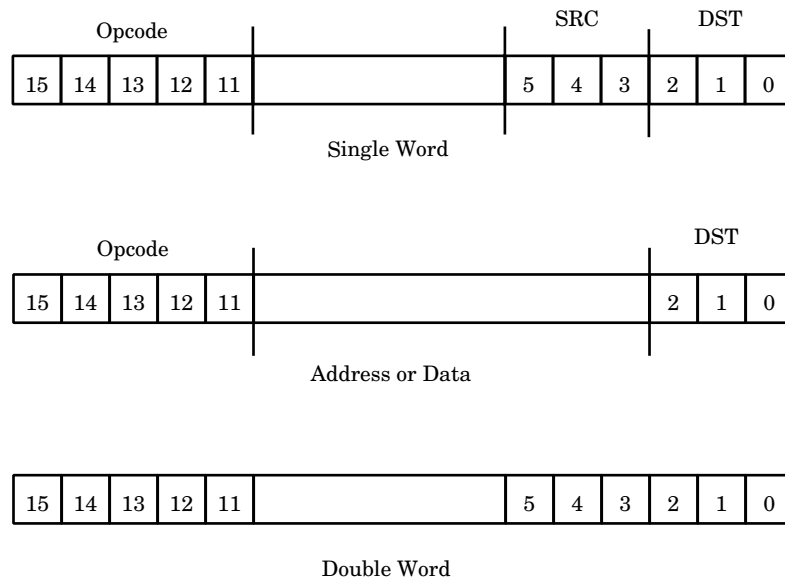 Opcode SRC DST
15 14 13 12 11 5 4 3 2 1 0
Single Word
Opcode DST
15 14 13 12 11 2 1 0
Address or Data
15 14 13 12 11 5 4 3 2 1 0
Double Word